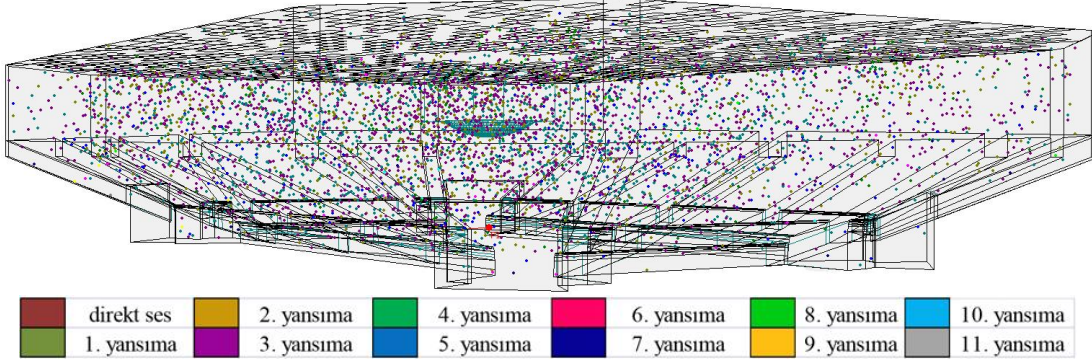 direkt ses 2. yansıma 4. yansıma 6. yansıma 8. yansıma 10. yansıma
1. yansıma 3. yansıma 5. yansıma 7. yansıma 9. yansıma 11. yansıma